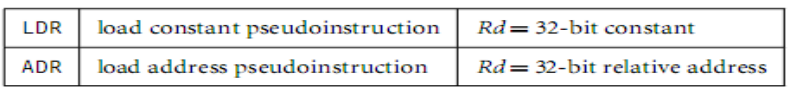 LDR load constant pseudoinstruction Rd = 32-bit constant
ADR load address pseudoinstruction Rd = 32-bit relative address